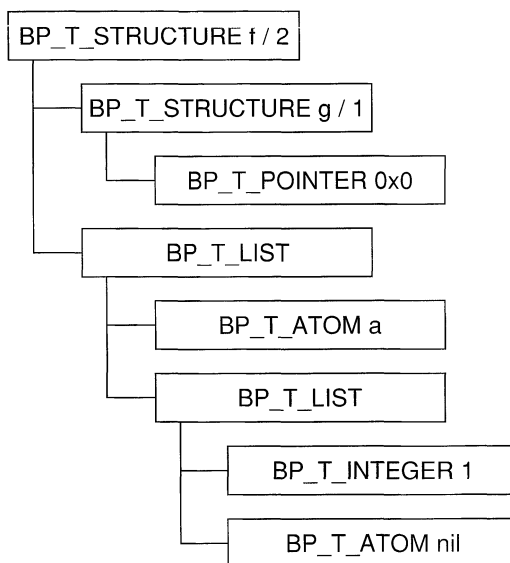 BP_T_STRUCTURE f / 2
BP_T_STRUCTURE g / 1
BP_T_POINTER 0x0
BP_T_LIST
BP_T_ATOM a
BP_T_LIST
BP_T_INTEGER 1
BP_T_ATOM nil